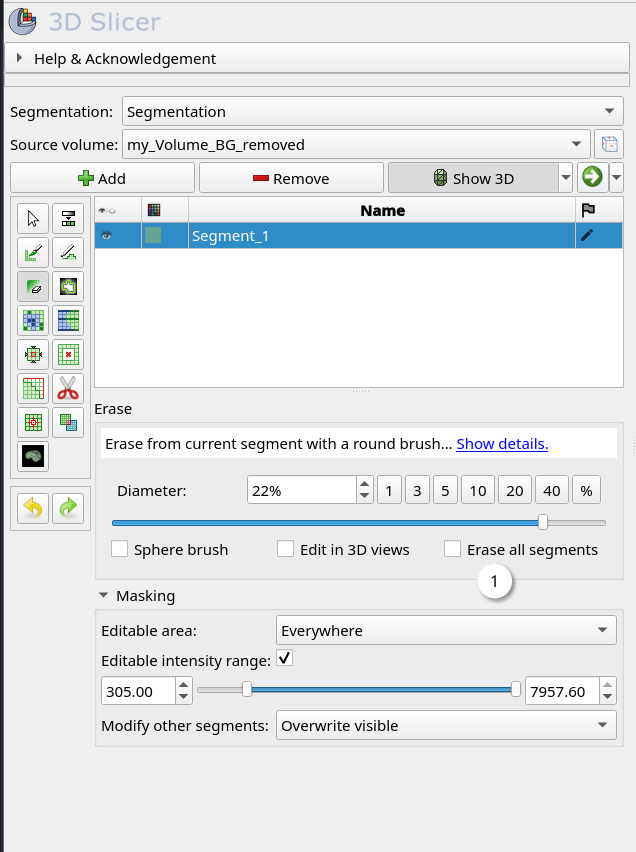 3D Slicer
Help & Acknowledgement
Segmentation: Segmentation
Source volume: my_Volume_BG_removed
Add Remove Show 3D
Name
Segment_1
Erase
Erase from current segment with a round brush... Show details.
Diameter: 22% 1 3 5 10 20 40 %
Sphere brush Edit in 3D views Erase all segments
1
Masking
Editable area: Everywhere
Editable intensity range:
305.00 7957.60
Modify other segments: Overwrite visible